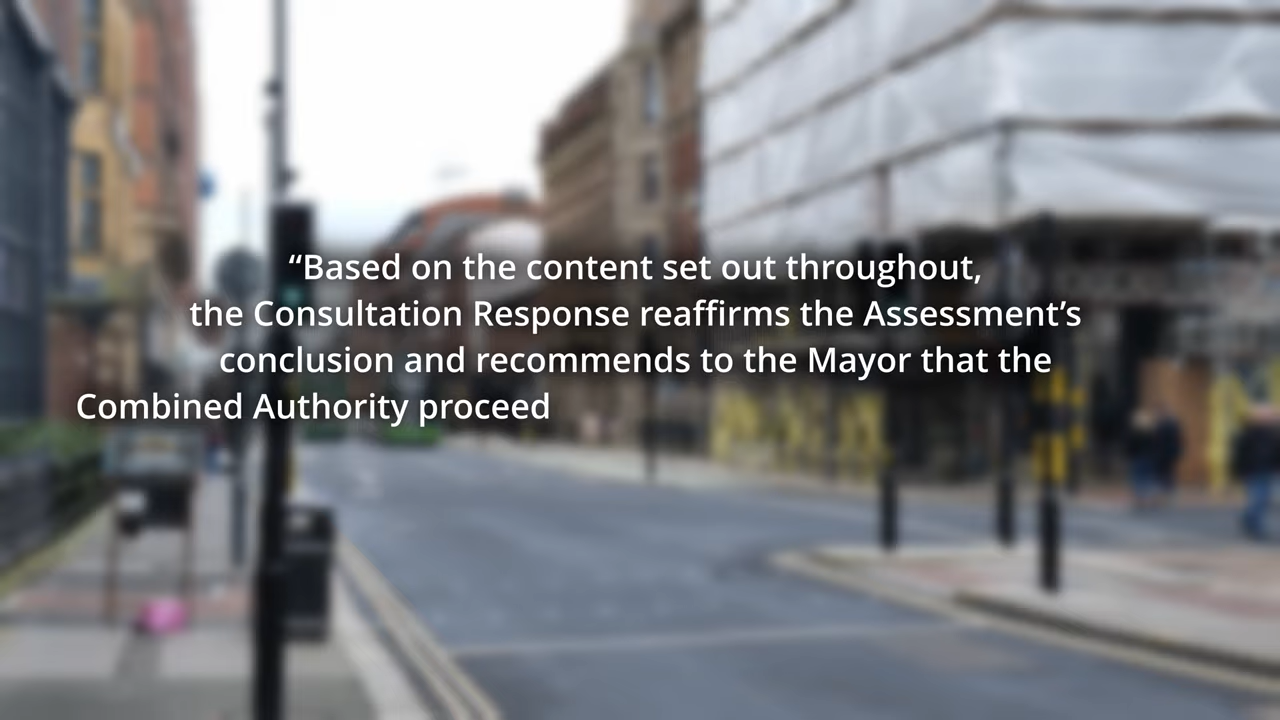 “Based on the content set out throughout,
the Consultation Response reaffirms the Assessment’s
conclusion and recommends to the Mayor that the
Combined Authority proceed